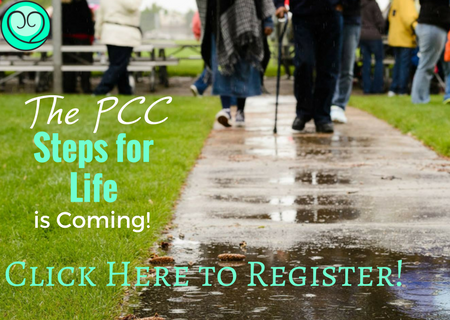 The PCC
Steps for
Life
is Coming!
Click Here to Register!